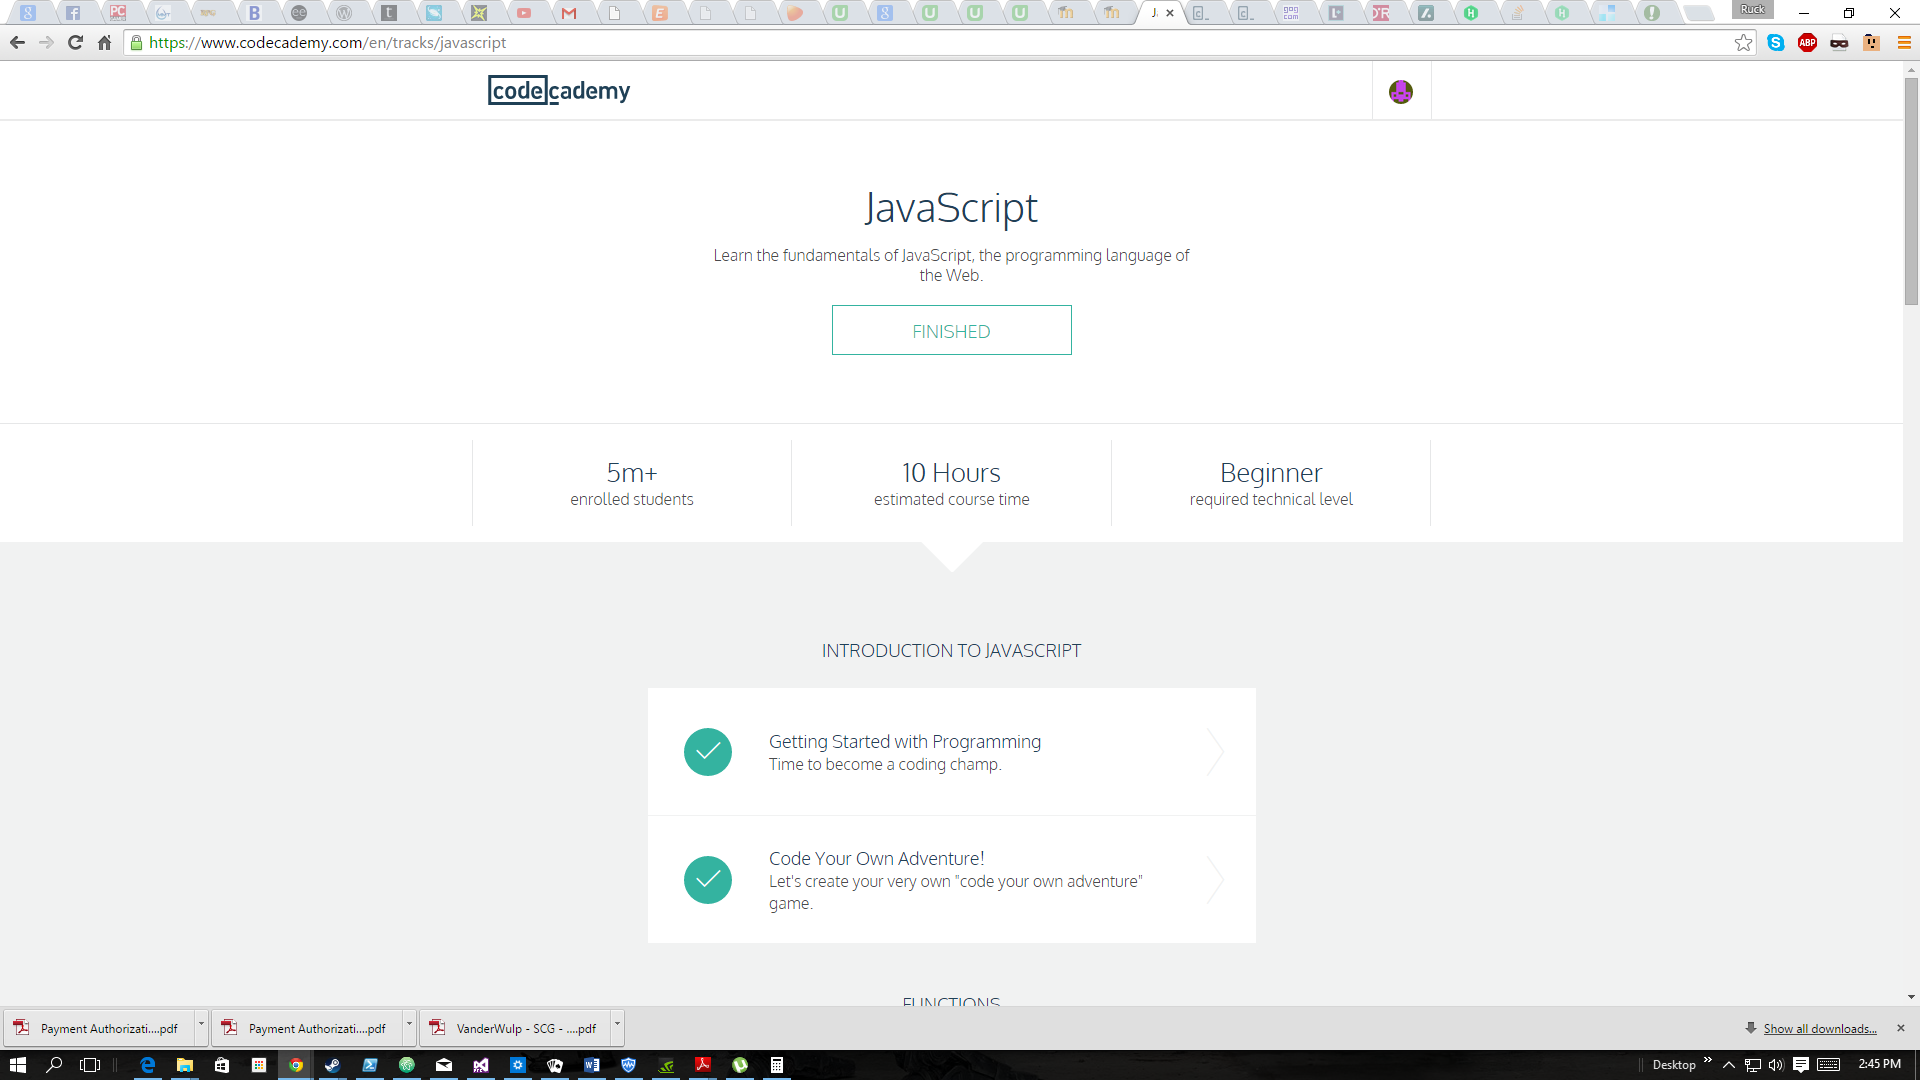 Ruck
https://www.codecademy.com/en/tracks/javascript
codecademy
JavaScript
Learn the fundamentals of JavaScript, the programming language of
the Web.
FINISHED
5m+
enrolled students
10 Hours
estimated course time
Beginner
required technical level
INTRODUCTION TO JAVASCRIPT
Getting Started with Programming
Time to become a coding champ.
Code Your Own Adventure!
Let's create your very own "code your own adventure"
game.
FUNCTIONS
Payment Authorizati....pdf
Payment Authorizati....pdf
VanderWulp - SCG - ....pdf
Show all downloads...
Desktop
2:45 PM